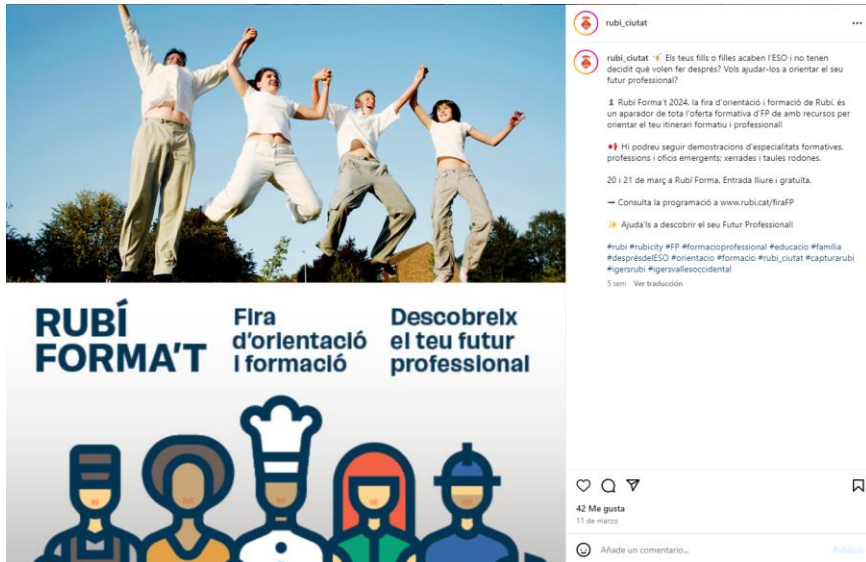 RUBÍ
FORMA'T
Fira
d'orientació
i formació
Descobreix
el teu futur
professional
rubi_ciutat
rubi_ciutat Els teus fills o filles acaben l'ESO i no tenen
decidit què volen fer després? Vols ajudar-los a orientar el seu
futur professional?
Rubí Forma't 2024, la fira d'orientació i formació de Rubí, és
un aparador de tota l'oferta formativa d'FP de amb recursos per
orientar el teu itinerari formatiu i professional!
Hi podreu seguir demostracions d'especialitats formatives,
professions i oficis emergents; xerrades i taules rodones.
20 i 21 de març a Rubí Forma. Entrada lliure i gratuïta.
Consulta la programació a www.rubi.cat/firaFP
Ajuda'ls a descobrir el seu Futur Professional!
#rubi #rubicity #FP #formacioprofessional #educacio #família
#desprésdelESO #orientacio #formacio #rubi_ciutat #capturarubi
#igersrubi #igersvallesoccidental
5 sem Ver traducción
42 Me gusta
11 de marzo
Añade un comentario...
Publicar